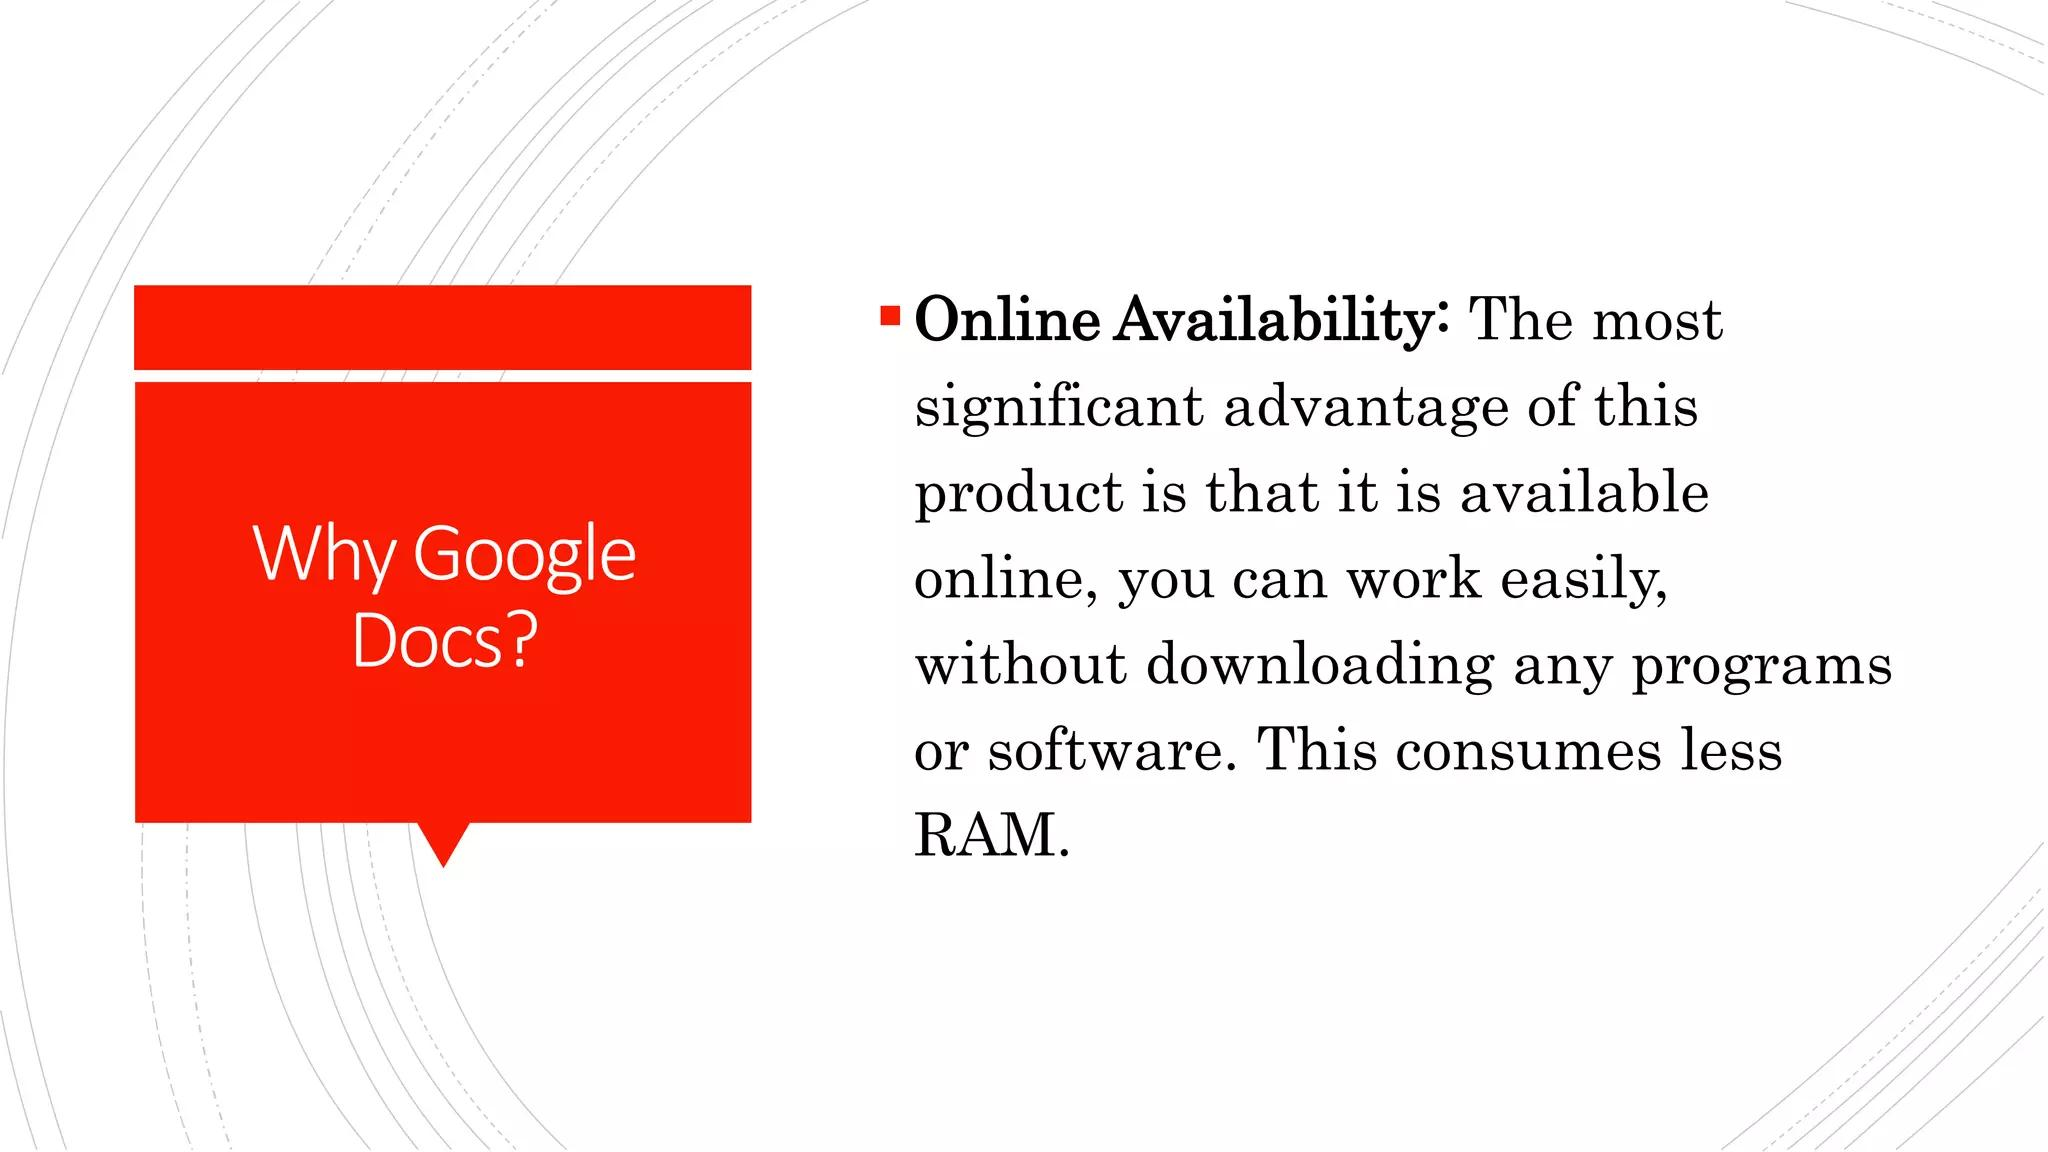 Why Google
Docs?
▪ Online Availability: The most
significant advantage of this
product is that it is available
online, you can work easily,
without downloading any programs
or software. This consumes less
RAM.